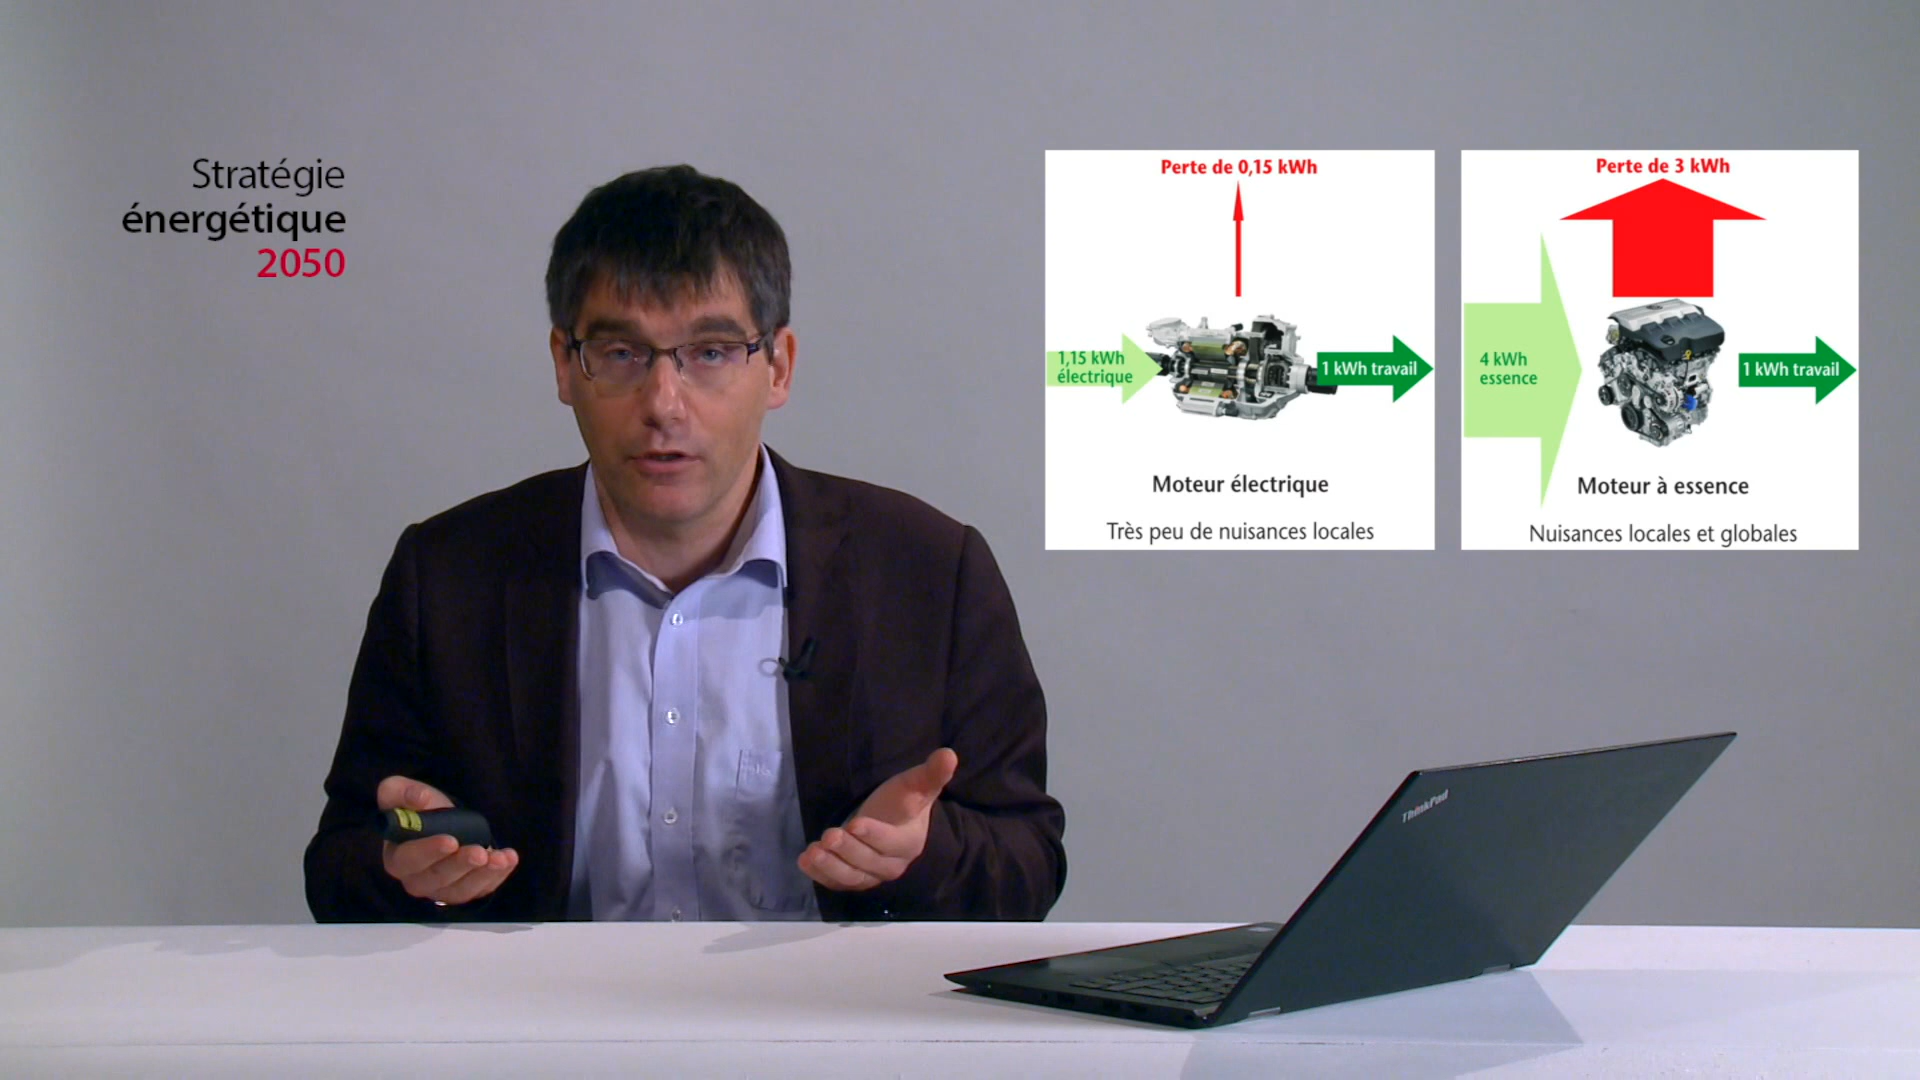 Stratégie
énergétique
2050
Perte de 0,15 kWh
1,15 kWh
électrique
1 kWh travail
Moteur électrique
Très peu de nuisances locales
Perte de 3 kWh
4 kWh
essence
1 kWh travail
Moteur à essence
Nuisances locales et globales
ThinkPad